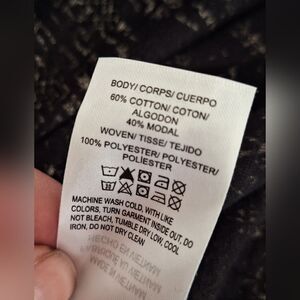 BODY/ CORPS/ CUERPO
60% COTTON/ COTON/
ALGODON
40% MODAL
WOVEN/ TISSE/ TEJIDO
100% POLYESTER/ POLYESTER/
POLIESTER
MACHINE WASH COLD, WITH LIKE
COLORS, TURN GARMENT INSIDE OUT, DO
NOT BLEACH, TUMBLE DRY LOW, COOL
IRON, DO NOT DRY CLEAN